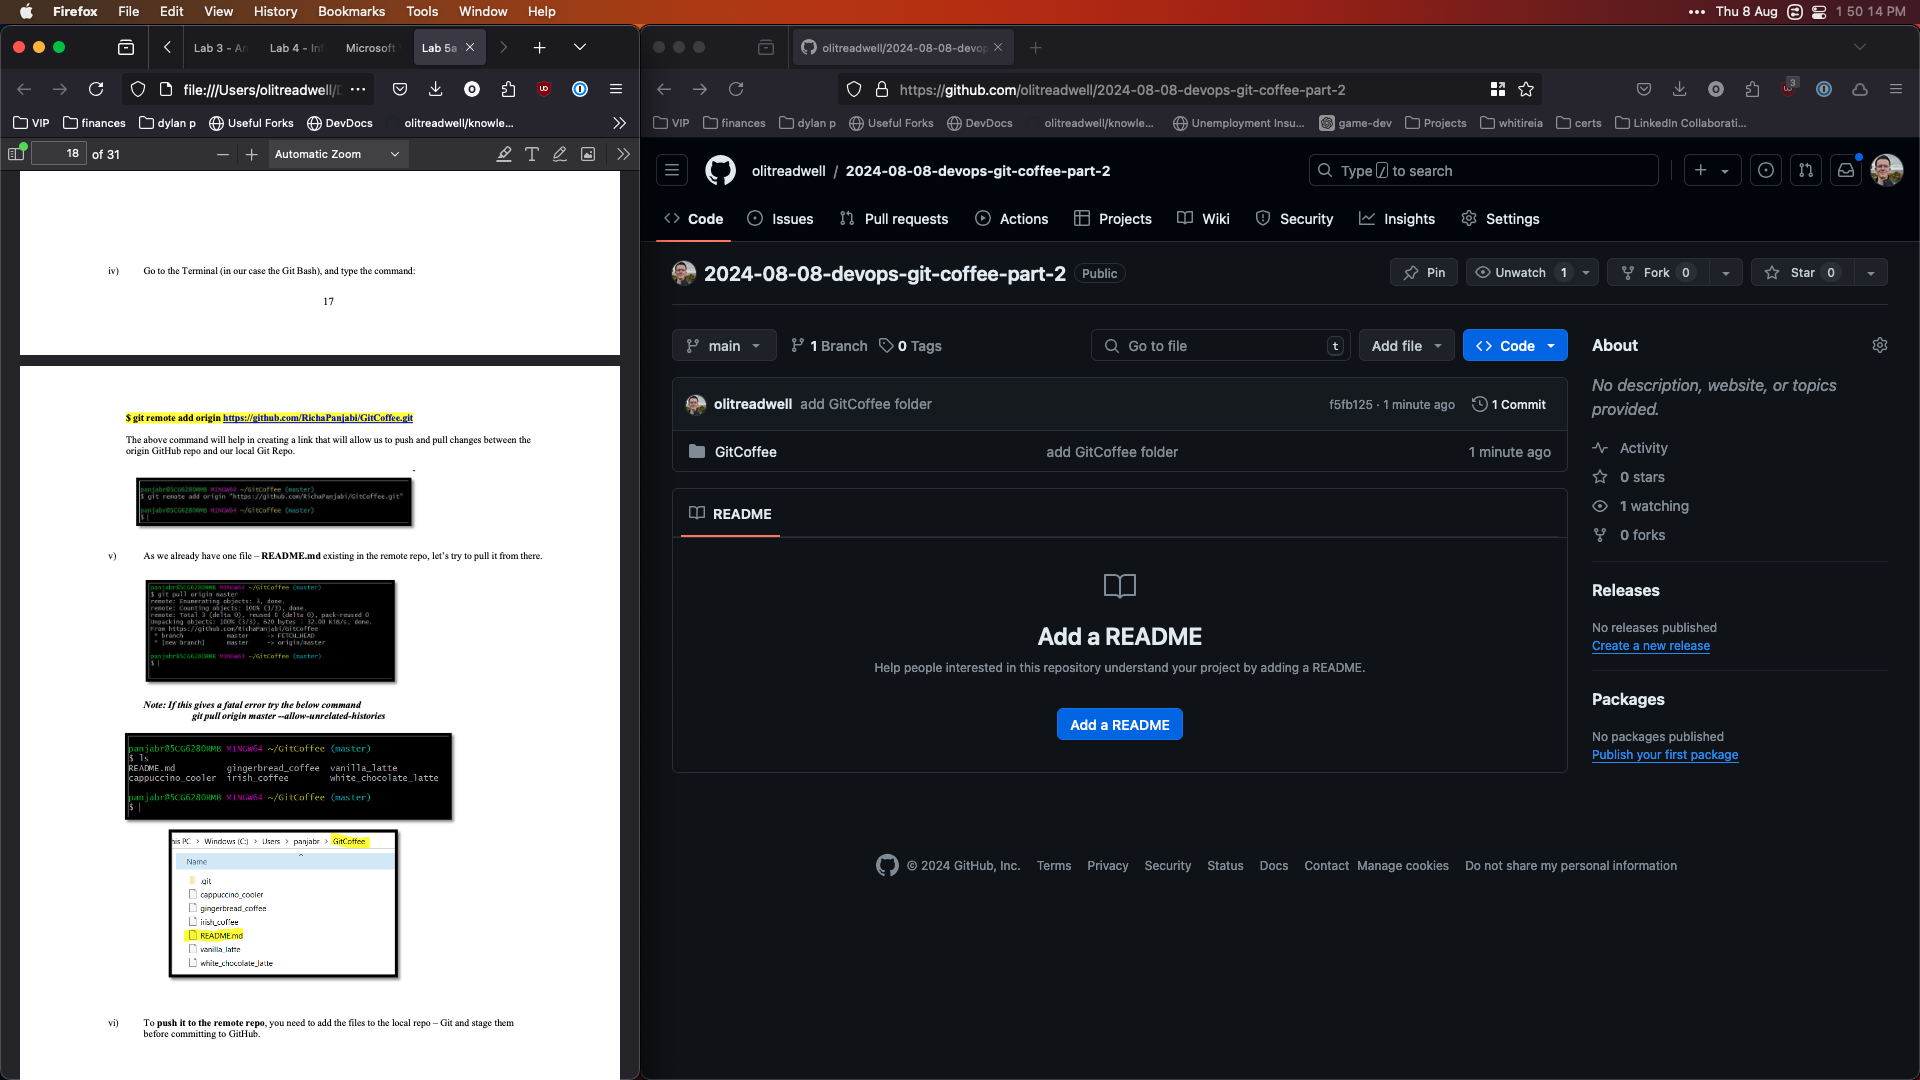 Firefox File Edit View History Bookmarks Tools Window Help
Thu 8 Aug 1 50 14 PM
Lab 3 - An Lab 4 - Inf Microsoft Lab 5a
file:///Users/olitreadwell/D
VIP finances dylan p Useful Forks DevDocs olitreadwell/knowle...
18 of 31 Automatic Zoom
iv) Go to the Terminal (in our case the Git Bash), and type the command:
17
$ git remote add origin https://github.com/RichaPanjabi/GitCoffee.git
The above command will help in creating a link that will allow us to push and pull changes between the
origin GitHub repo and our local Git Repo.
panjabr@5CG6280RMB MINGW64 ~/GitCoffee (master)
$ git remote add origin "https://github.com/RichaPanjabi/GitCoffee.git"
panjabr@5CG6280RMB MINGW64 ~/GitCoffee (master)
$
v) As we already have one file – README.md existing in the remote repo, let's try to pull it from there.
panjabr@5CG6280RMB MINGW64 ~/GitCoffee (master)
$ git pull origin master
remote: Enumerating objects: 3, done.
remote: Counting objects: 100% (3/3), done.
remote: Total 3 (delta 0), reused 0 (delta 0), pack-reused 0
Unpacking objects: 100% (3/3), 620 bytes | 32.00 KiB/s, done.
From https://github.com/RichaPanjabi/GitCoffee
* branch master -> FETCH_HEAD
* [new branch] master -> origin/master
panjabr@5CG6280RMB MINGW64 ~/GitCoffee (master)
$
Note: If this gives a fatal error try the below command
git pull origin master --allow-unrelated-histories
panjabr@5CG6280RMB MINGW64 ~/GitCoffee (master)
$ ls
README.md gingerbread_coffee vanilla_latte
cappuccino_cooler irish_coffee white_chocolate_latte
panjabr@5CG6280RMB MINGW64 ~/GitCoffee (master)
$
his PC > Windows (C:) > Users > panjabr > GitCoffee
Name
.git
cappuccino_cooler
gingerbread_coffee
irish_coffee
README.md
vanilla_latte
white_chocolate_latte
vi) To push it to the remote repo, you need to add the files to the local repo – Git and stage them
before committing to GitHub.
olitreadwell/2024-08-08-devop
https://github.com/olitreadwell/2024-08-08-devops-git-coffee-part-2
3
VIP finances dylan p Useful Forks DevDocs olitreadwell/knowle... Unemployment Insu... game-dev Projects whitireia certs LinkedIn Collaborati...
olitreadwell / 2024-08-08-devops-git-coffee-part-2 Type / to search
Code Issues Pull requests Actions Projects Wiki Security Insights Settings
2024-08-08-devops-git-coffee-part-2 Public Pin Unwatch 1 Fork 0 Star 0
main 1 Branch 0 Tags Go to file t Add file Code
olitreadwell add GitCoffee folder f5fb125 · 1 minute ago 1 Commit
GitCoffee add GitCoffee folder 1 minute ago
README
Add a README
Help people interested in this repository understand your project by adding a README.
Add a README
About
No description, website, or topics
provided.
Activity
0 stars
1 watching
0 forks
Releases
No releases published
Create a new release
Packages
No packages published
Publish your first package
© 2024 GitHub, Inc. Terms Privacy Security Status Docs Contact Manage cookies Do not share my personal information